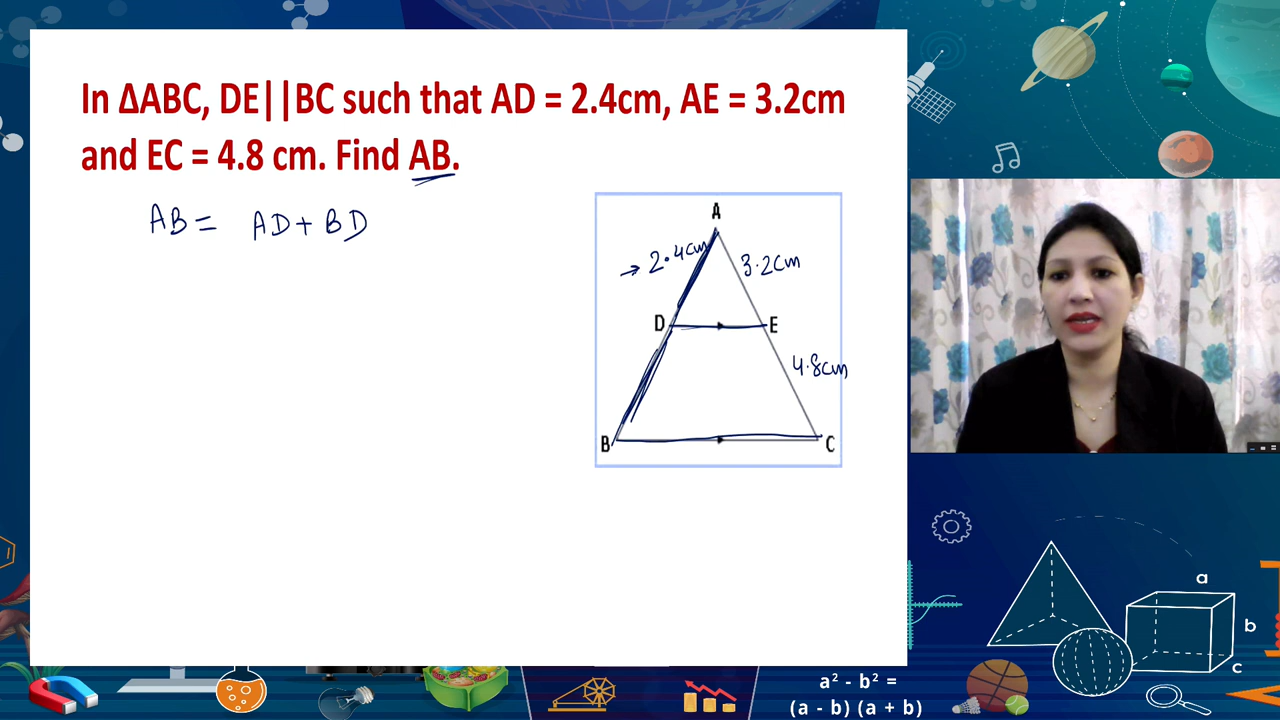 In ΔABC, DE||BC such that AD = 2.4cm, AE = 3.2cm
and EC = 4.8 cm. Find AB.
AB = AD + BD
A
→ 2.4cm
3.2cm
D
E
4.8cm
B
C
a
b
c
a² - b² =
(a - b) (a + b)